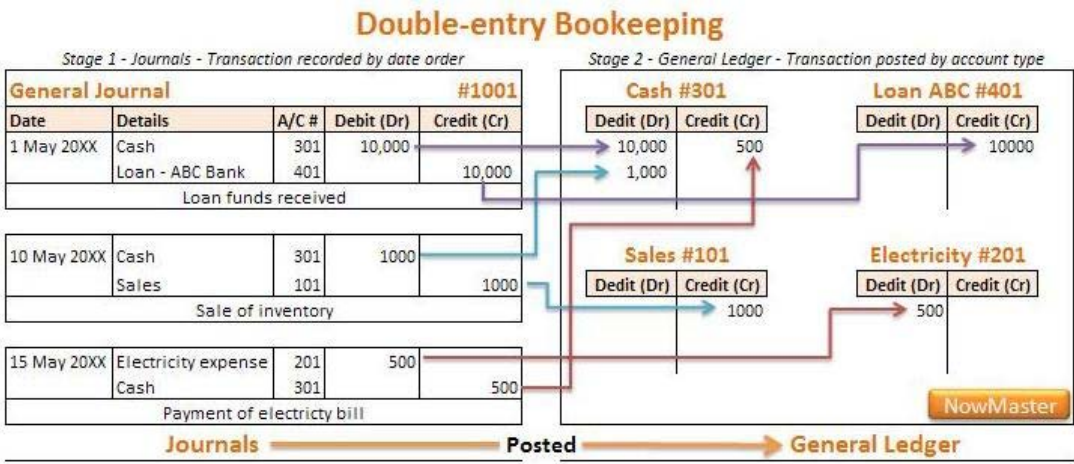 Double-entry Bookeeping
Stage 1 - Journals - Transaction recorded by date order
General Journal #1001
Date Details A/C # Debit (Dr) Credit (Cr)
1 May 20XX Cash 301 10,000
Loan - ABC Bank 401 10,000
Loan funds received
10 May 20XX Cash 301 1000
Sales 101 1000
Sale of inventory
15 May 20XX Electricity expense 201 500
Cash 301 500
Payment of electricty bill
Stage 2 - General Ledger - Transaction posted by account type
Cash #301
Dedit (Dr) Credit (Cr)
10,000 500
1,000
Loan ABC #401
Dedit (Dr) Credit (Cr)
10000
Sales #101
Dedit (Dr) Credit (Cr)
1000
Electricity #201
Dedit (Dr) Credit (Cr)
500
NowMaster
Journals Posted General Ledger